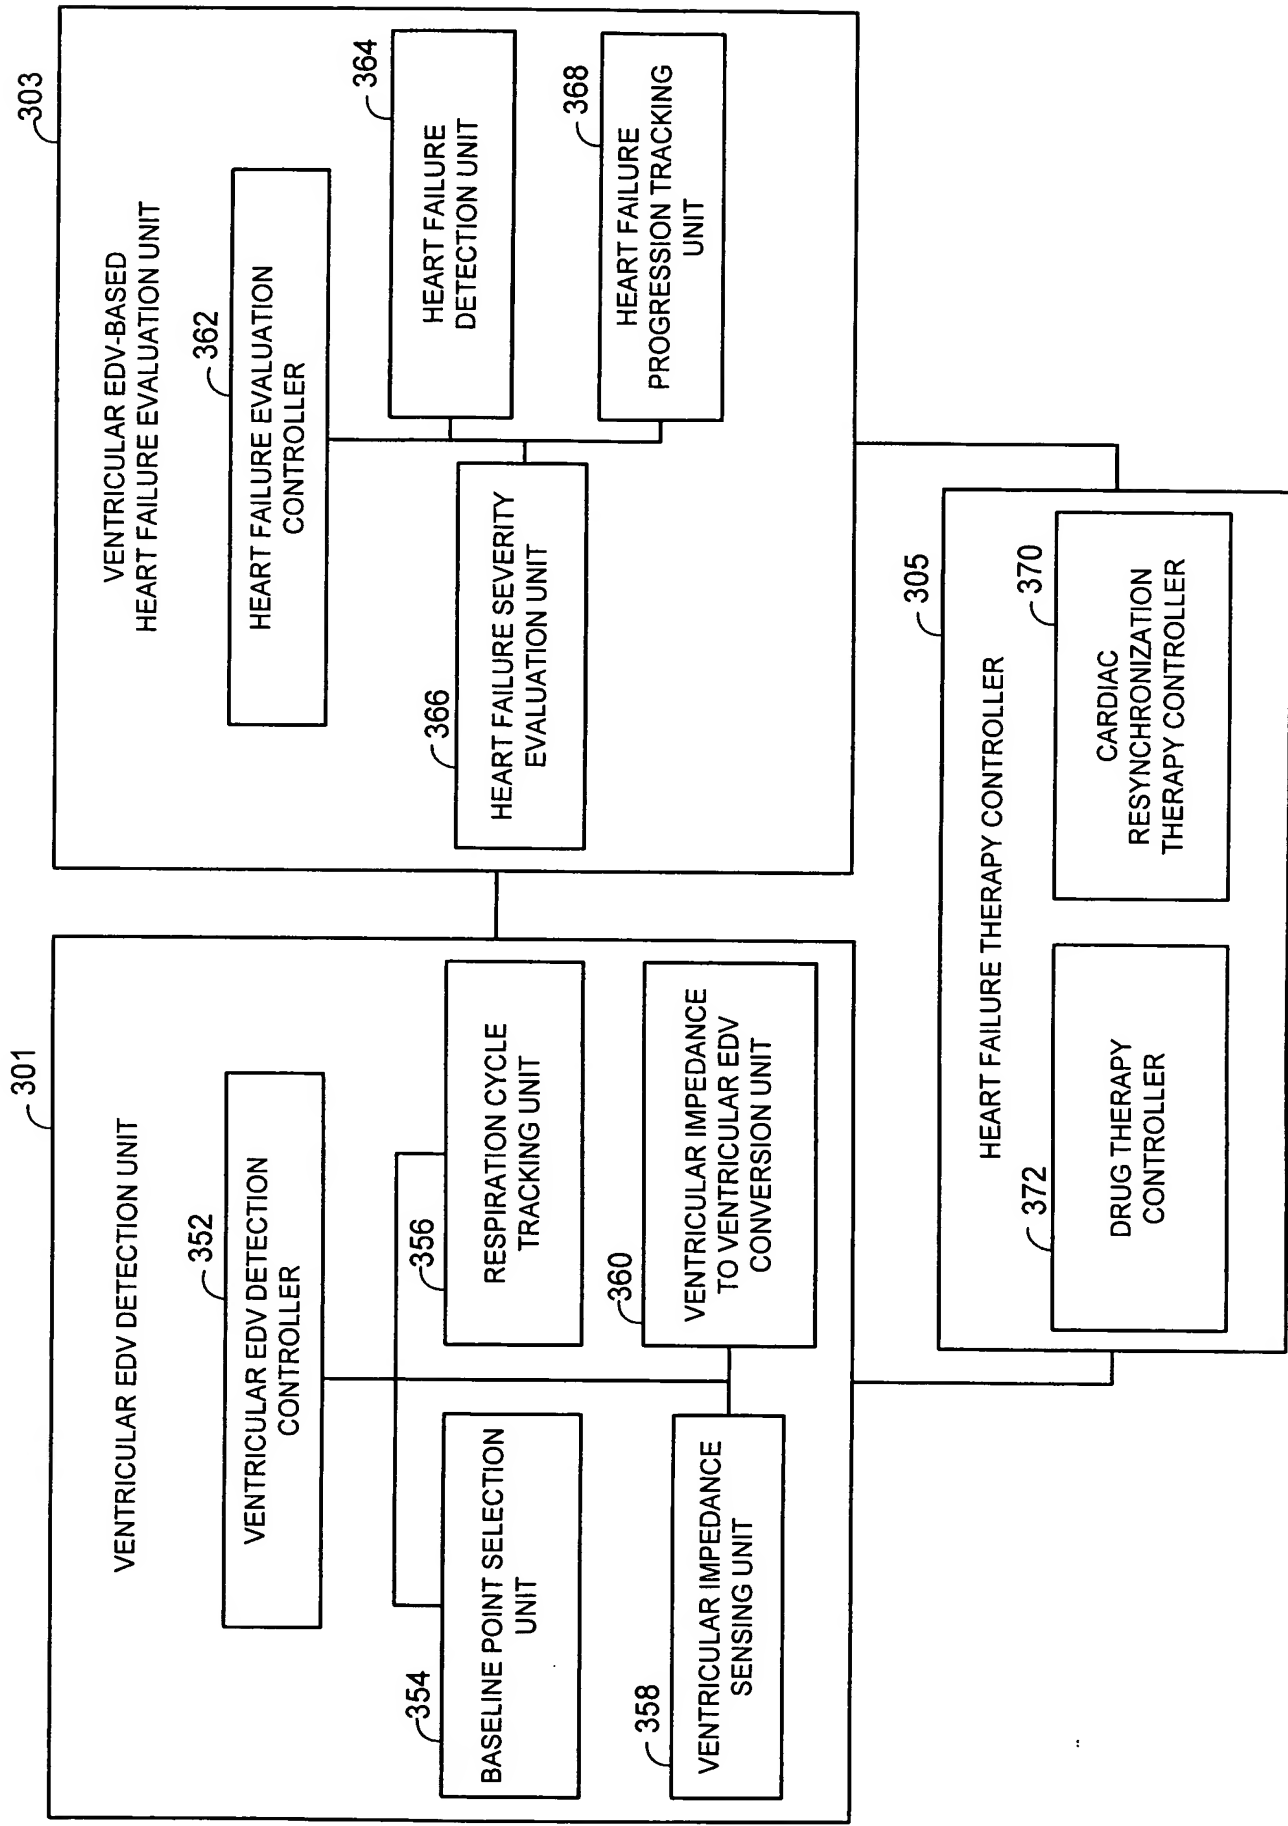 301
VENTRICULAR EDV DETECTION UNIT
352
VENTRICULAR EDV DETECTION
CONTROLLER
354
BASELINE POINT SELECTION
UNIT
356
RESPIRATION CYCLE
TRACKING UNIT
358
VENTRICULAR IMPEDANCE
SENSING UNIT
360
VENTRICULAR IMPEDANCE
TO VENTRICULAR EDV
CONVERSION UNIT
303
VENTRICULAR EDV-BASED
HEART FAILURE EVALUATION UNIT
362
HEART FAILURE EVALUATION
CONTROLLER
364
HEART FAILURE
DETECTION UNIT
366
HEART FAILURE SEVERITY
EVALUATION UNIT
368
HEART FAILURE
PROGRESSION TRACKING
UNIT
305
HEART FAILURE THERAPY CONTROLLER
372
DRUG THERAPY
CONTROLLER
370
CARDIAC
RESYNCHRONIZATION
THERAPY CONTROLLER